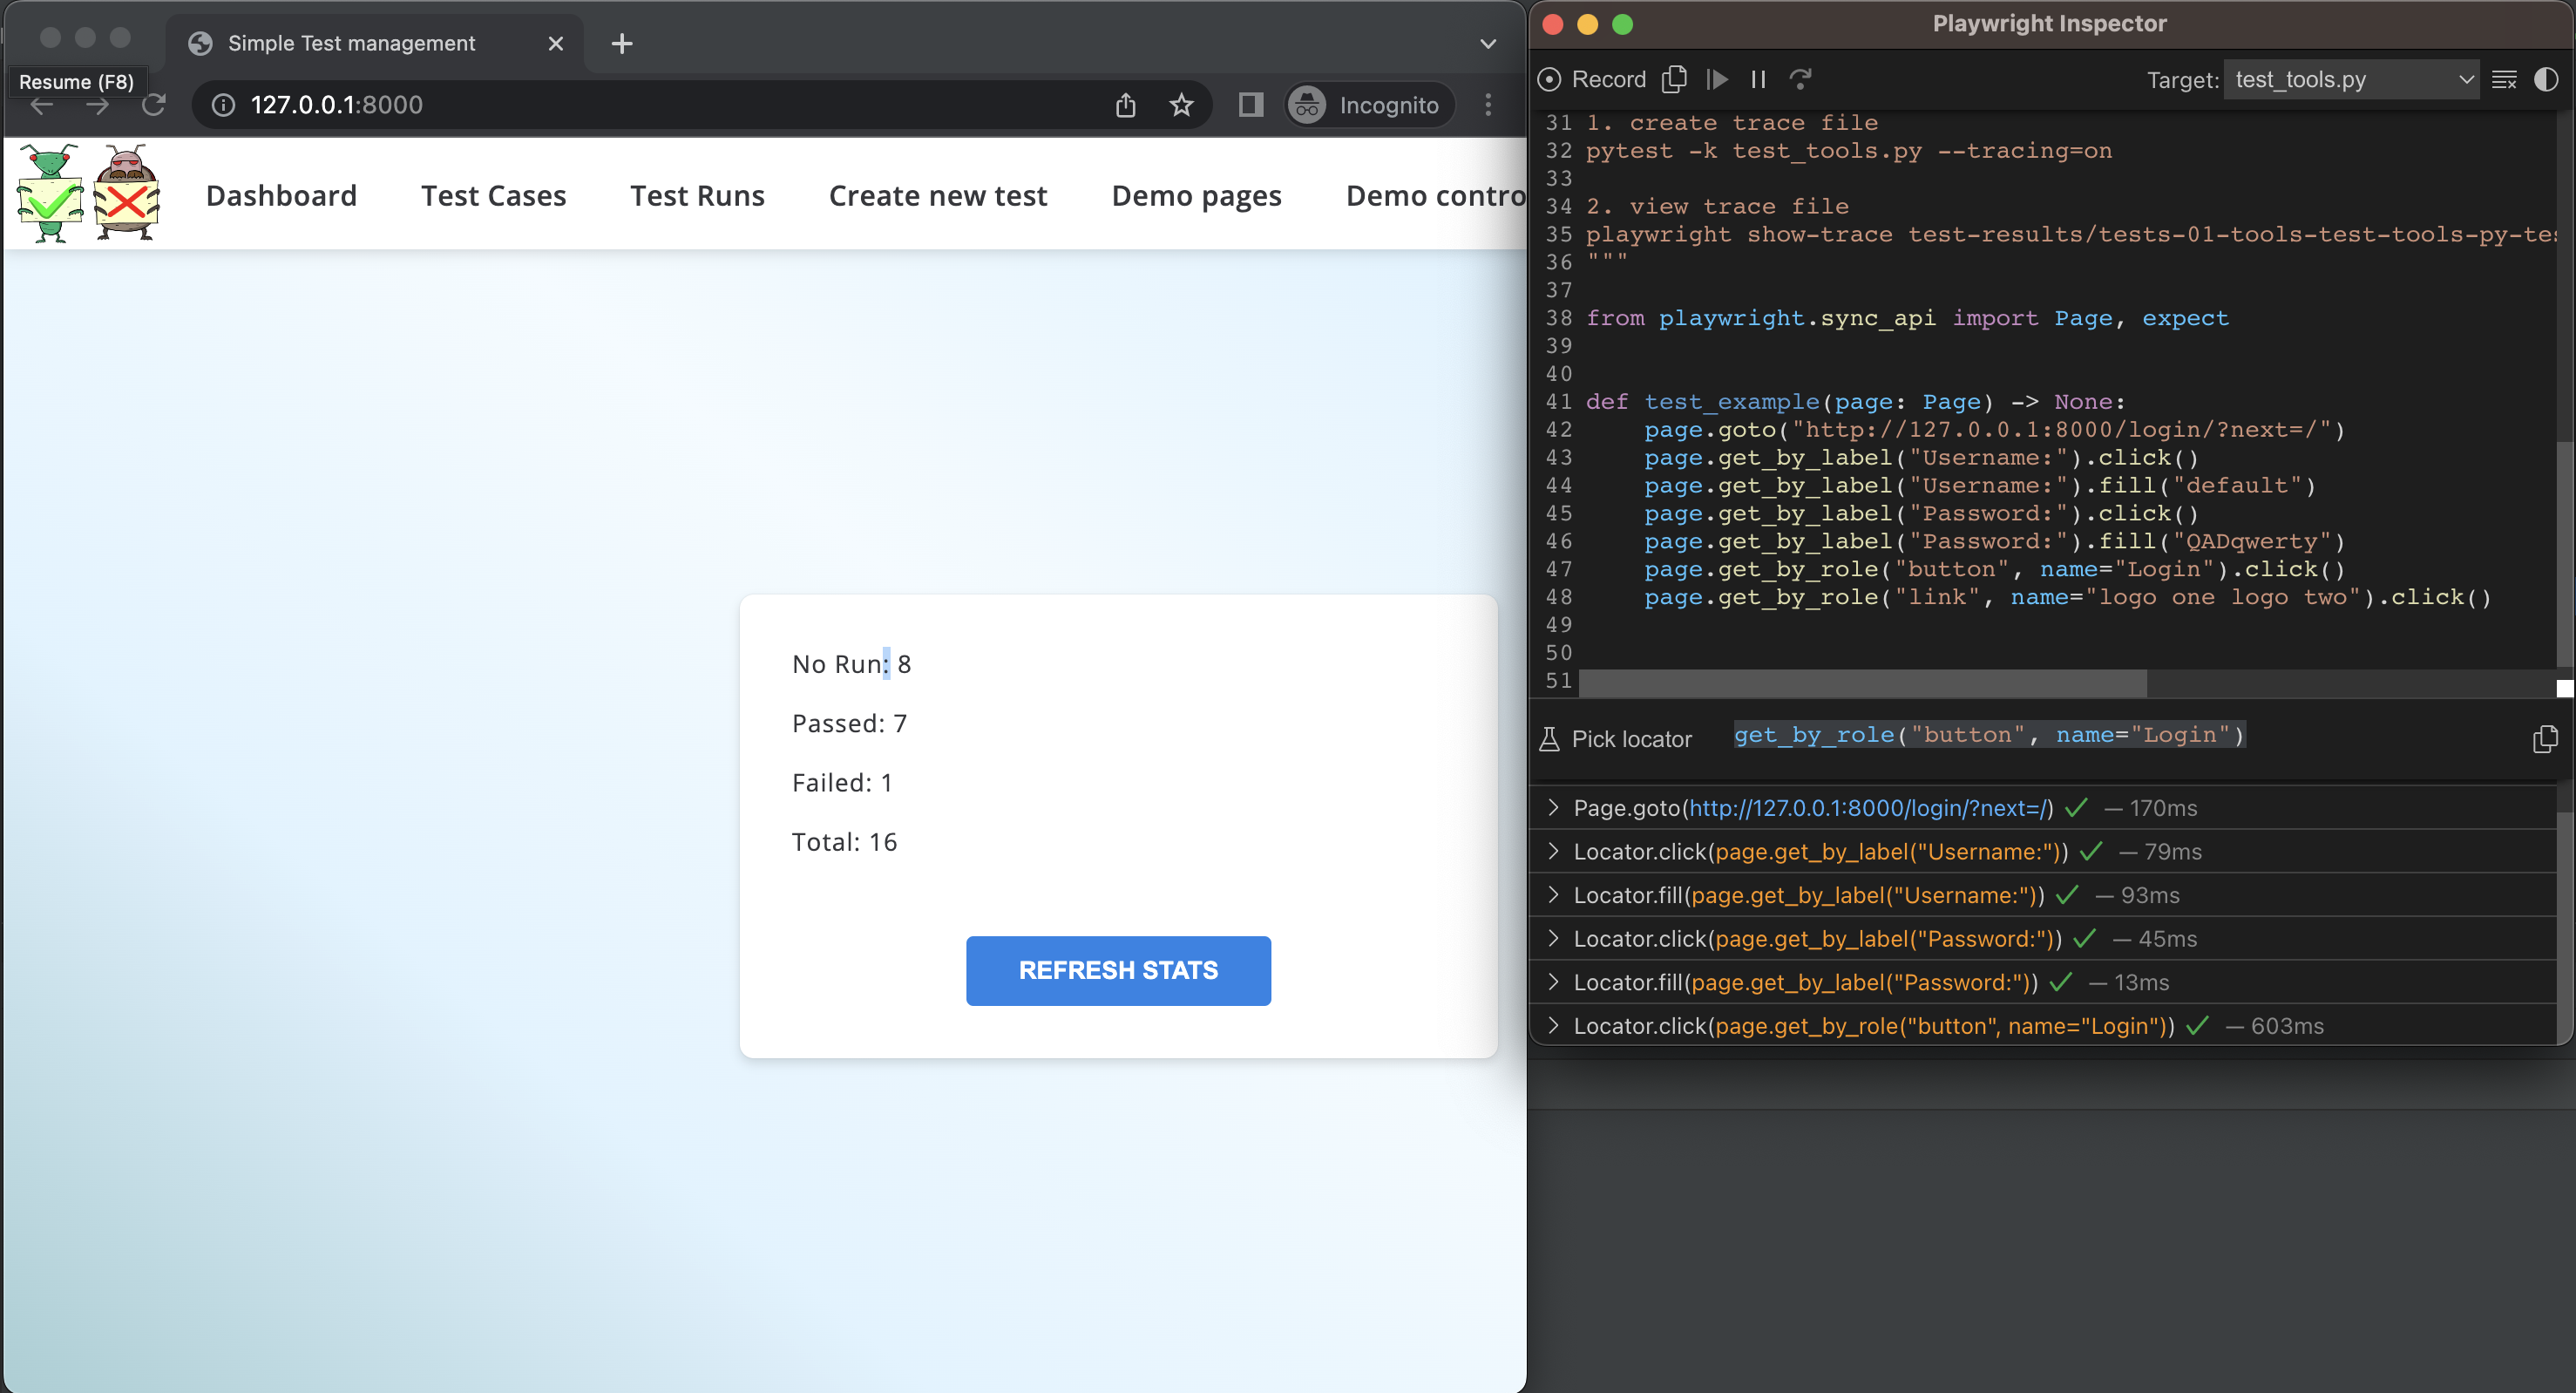 Simple Test management
Resume (F8)
127.0.0.1:8000
Incognito
Dashboard
Test Cases
Test Runs
Create new test
Demo pages
Demo contro
No Run: 8
Passed: 7
Failed: 1
Total: 16
REFRESH STATS
Playwright Inspector
Record
Target: test_tools.py
31 1. create trace file
32 pytest -k test_tools.py --tracing=on
33
34 2. view trace file
35 playwright show-trace test-results/tests-01-tools-test-tools-py-tes
36 """
37
38 from playwright.sync_api import Page, expect
39
40
41 def test_example(page: Page) -> None:
42     page.goto("http://127.0.0.1:8000/login/?next=/")
43     page.get_by_label("Username:").click()
44     page.get_by_label("Username:").fill("default")
45     page.get_by_label("Password:").click()
46     page.get_by_label("Password:").fill("QADqwerty")
47     page.get_by_role("button", name="Login").click()
48     page.get_by_role("link", name="logo one logo two").click()
49
50
51
Pick locator get_by_role("button", name="Login")
Page.goto(http://127.0.0.1:8000/login/?next=/) ✓ — 170ms
Locator.click(page.get_by_label("Username:")) ✓ — 79ms
Locator.fill(page.get_by_label("Username:")) ✓ — 93ms
Locator.click(page.get_by_label("Password:")) ✓ — 45ms
Locator.fill(page.get_by_label("Password:")) ✓ — 13ms
Locator.click(page.get_by_role("button", name="Login")) ✓ — 603ms